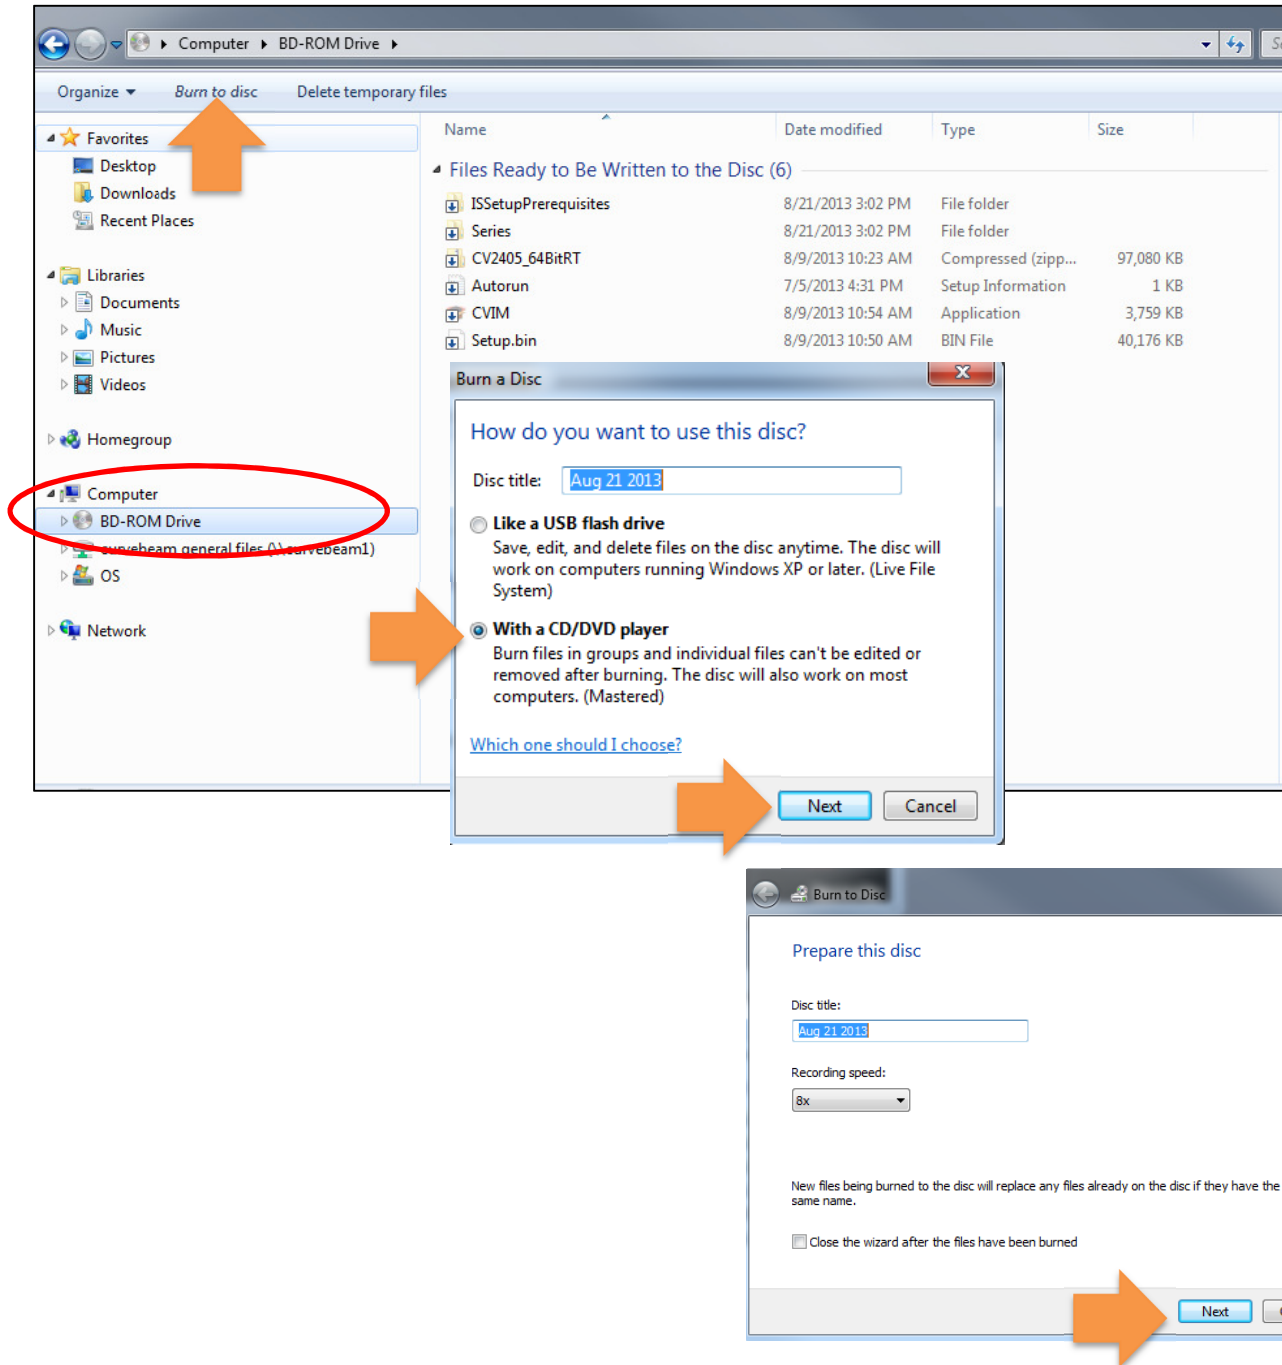 Computer BD-ROM Drive
Organize Burn to disc Delete temporary files
Favorites
Desktop
Downloads
Recent Places
Libraries
Documents
Music
Pictures
Videos
Homegroup
Computer
BD-ROM Drive
curvebeam general files (\\curvebeam1)
OS
Network
Name Date modified Type Size
Files Ready to Be Written to the Disc (6)
ISSetupPrerequisites 8/21/2013 3:02 PM File folder
Series 8/21/2013 3:02 PM File folder
CV2405_64BitRT 8/9/2013 10:23 AM Compressed (zipp... 97,080 KB
Autorun 7/5/2013 4:31 PM Setup Information 1 KB
CVIM 8/9/2013 10:54 AM Application 3,759 KB
Setup.bin 8/9/2013 10:50 AM BIN File 40,176 KB
Burn a Disc
How do you want to use this disc?
Disc title: Aug 21 2013
Like a USB flash drive
Save, edit, and delete files on the disc anytime. The disc will
work on computers running Windows XP or later. (Live File
System)
With a CD/DVD player
Burn files in groups and individual files can't be edited or
removed after burning. The disc will also work on most
computers. (Mastered)
Which one should I choose?
Next Cancel
Burn to Disc
Prepare this disc
Disc title:
Aug 21 2013
Recording speed:
8x
New files being burned to the disc will replace any files already on the disc if they have the
same name.
Close the wizard after the files have been burned
Next